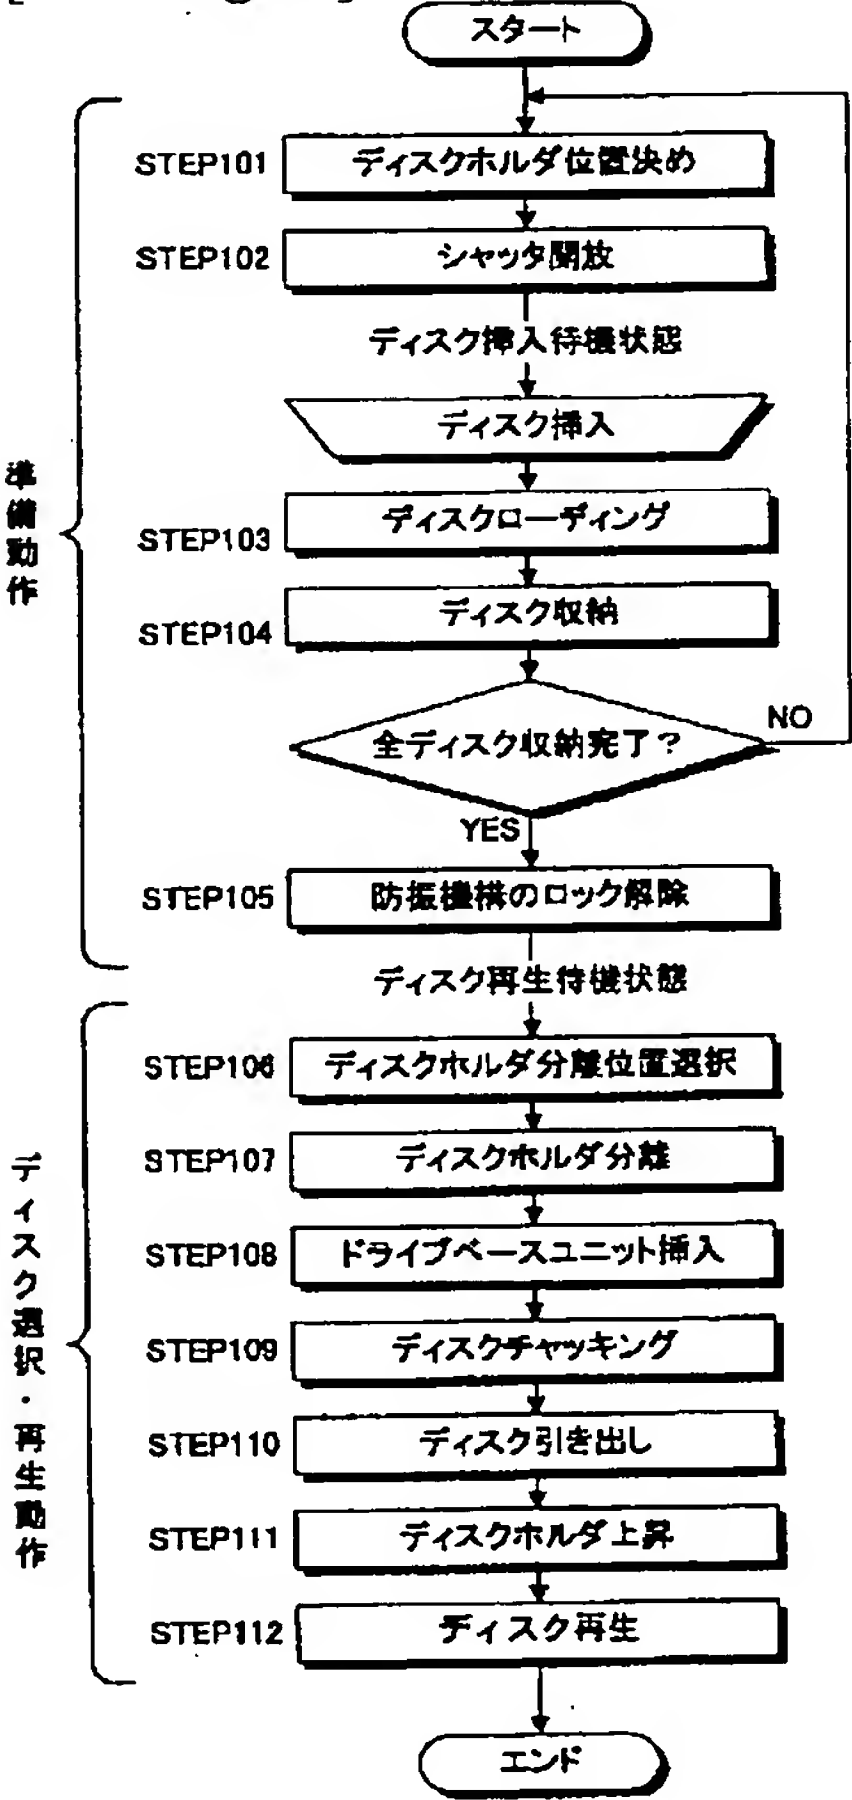 スタート
STEP101 ディスクホルダ位置決め
STEP102 シャッタ開放
ディスク挿入待機状態
ディスク挿入
STEP103 ディスクローディング
STEP104 ディスク収納
全ディスク収納完了?
NO
YES
STEP105 防振機構のロック解除
準備動作
ディスク再生待機状態
STEP106 ディスクホルダ分離位置選択
STEP107 ディスクホルダ分離
STEP108 ドライブベースユニット挿入
STEP109 ディスクチャッキング
STEP110 ディスク引き出し
STEP111 ディスクホルダ上昇
STEP112 ディスク再生
ディスク選択・再生動作
エンド